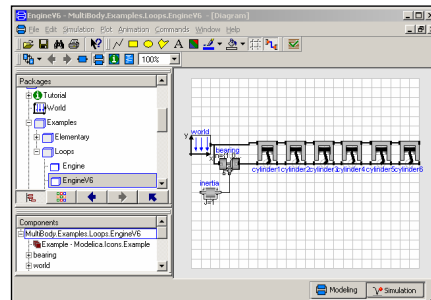 EngineV6 - MultiBody.Examples.Loops.EngineV6 - [Diagram]
File Edit Simulation Plot Animation Commands Window Help
100%
Packages
Tutorial
World
Examples
Elementary
Loops
Engine
EngineV6
Components
MultiBody.Examples.Loops.EngineV6
Example - Modelica.Icons.Example
bearing
world
y world
bearing
cylinder1 cylinder2 cylinder3 cylinder4 cylinder5 cylinder6
inertia
J=1
Modeling Simulation